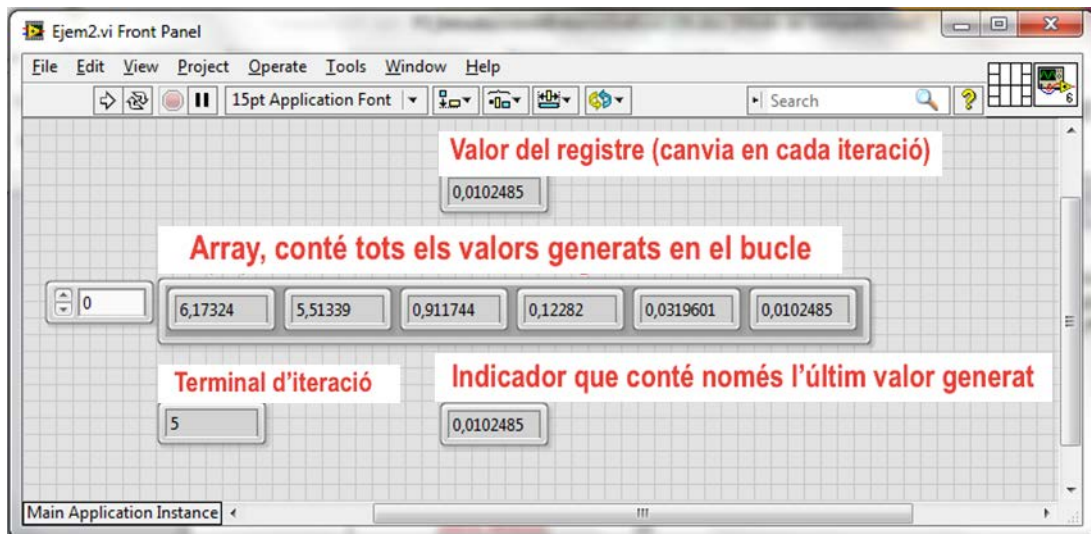 Ejem2.vi Front Panel
File Edit View Project Operate Tools Window Help
15pt Application Font
Search
6
Valor del registre (canvia en cada iteració)
0,0102485
Array, conté tots els valors generats en el bucle
0
6,17324 5,51339 0,911744 0,12282 0,0319601 0,0102485
Terminal d'iteració
Indicador que conté només l'últim valor generat
5
0,0102485
Main Application Instance